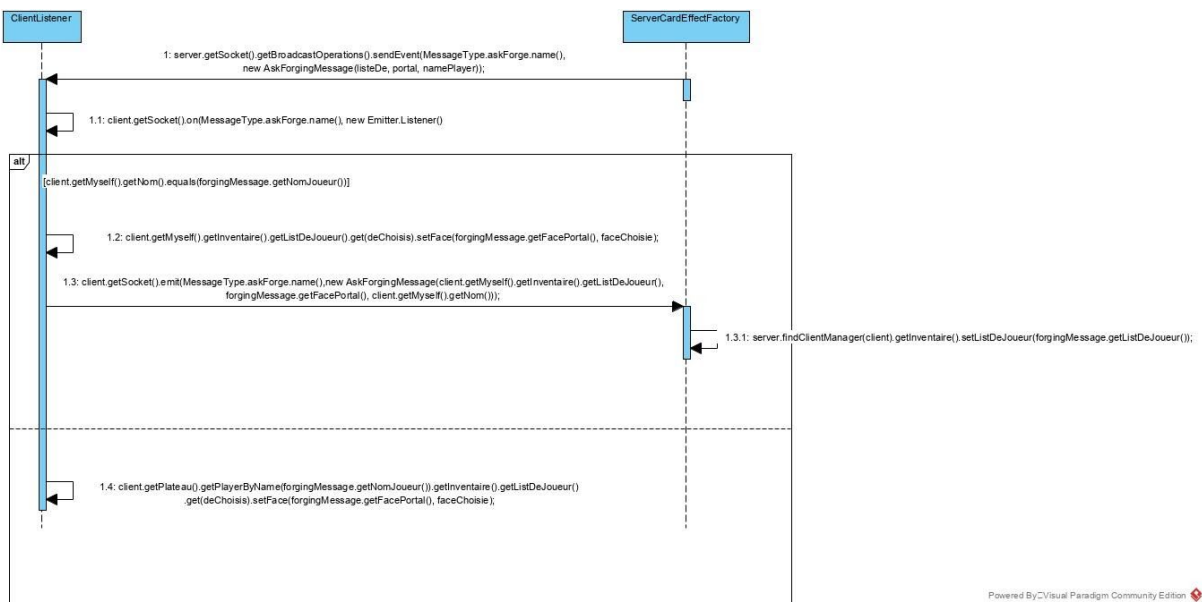 ClientListener
ServerCardEffectFactory
1: server.getSocket().getBroadcastOperations().sendEvent(MessageType.askForge.name(),
new AskForgingMessage(listeDe, portal, namePlayer));
1.1: client.getSocket().on(MessageType.askForge.name(), new Emitter.Listener()
alt
[client.getMyself().getNom().equals(forgingMessage.getNomJoueur())]
1.2: client.getMyself().getInventaire().getListDeJoueur().get(deChoisis).setFace(forgingMessage.getFacePortal(), faceChoisie);
1.3: client.getSocket().emit(MessageType.askForge.name(),new AskForgingMessage(client.getMyself().getInventaire().getListDeJoueur(),
forgingMessage.getFacePortal(), client.getMyself().getNom()));
1.3.1: server.findClientManager(client).getInventaire().setListDeJoueur(forgingMessage.getListDeJoueur());
1.4: client.getPlateau().getPlayerByName(forgingMessage.getNomJoueur()).getInventaire().getListDeJoueur()
.get(deChoisis).setFace(forgingMessage.getFacePortal(), faceChoisie);
Powered By Visual Paradigm Community Edition